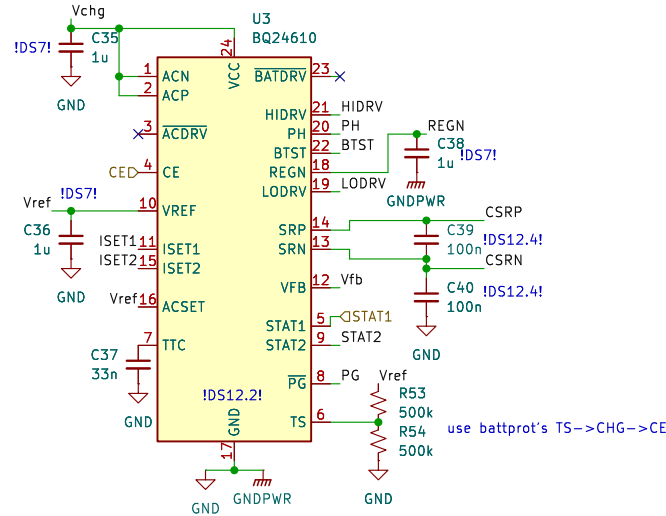 Vchg
U3
BQ24610
!DS7!
C35
1u
GND
24
VCC
1 ACN
2 ACP
3 ACDRV
CE
4 CE
Vref
!DS7!
10 VREF
C36
1u
GND
ISET1
11 ISET1
ISET2
15 ISET2
Vref
16 ACSET
7 TTC
C37
33n
GND
!DS12.2!
GND
17
GND
GNDPWR
BATDRV 23
HIDRV 21 HIDRV
PH 20 PH
BTST 22 BTST
REGN 18
REGN
C38
1u
!DS7!
GNDPWR
LODRV 19 LODRV
SRP 14
CSRP
SRN 13
C39
100n
!DS12.4!
CSRN
VFB 12 Vfb
C40
100n
!DS12.4!
GND
STAT1 5
STAT1
STAT2 9 STAT2
PG 8 PG
Vref
R53
500k
TS 6
R54
500k
GND
use battprot's TS->CHG->CE